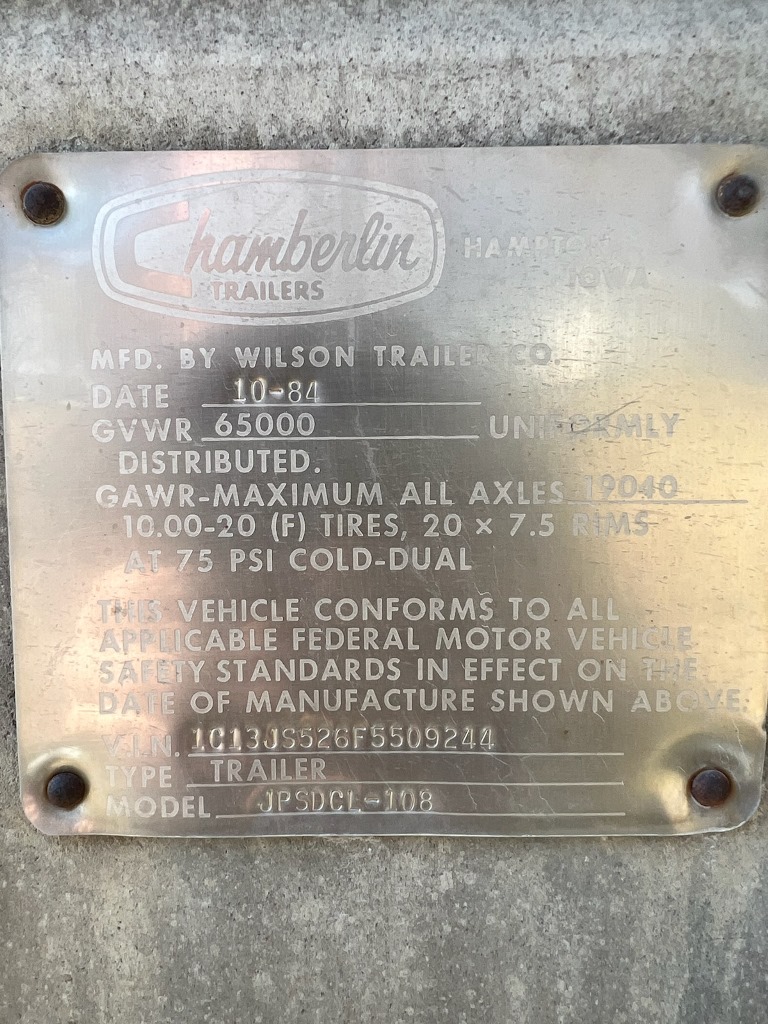 Chamberlin
TRAILERS
HAMPTON
IOWA
MFD. BY WILSON TRAILER CO.
DATE 10-84
GVWR 65000 UNIFORMLY
DISTRIBUTED.
GAWR-MAXIMUM ALL AXLES 19040
10.00-20 (F) TIRES, 20 × 7.5 RIMS
AT 75 PSI COLD-DUAL
THIS VEHICLE CONFORMS TO ALL
APPLICABLE FEDERAL MOTOR VEHICLE
SAFETY STANDARDS IN EFFECT ON THE
DATE OF MANUFACTURE SHOWN ABOVE.
V.I.N. 1C13JS526F5509244
TYPE TRAILER
MODEL JPSDCL-108